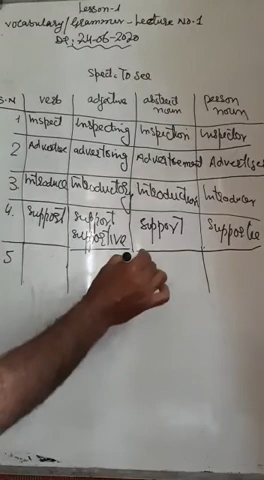 Lesson-1
Vocabulary/Grammer - Lecture No.1
DT: 24-06-2020
Spect: To See
S.N verb adjective abstract noun person noun
1 Inspect Inspecting Inspection Inspector
2 Advertise advertising Advertisement Advertiser
3. Introduce Introductory Introduction Introducer
4. Support Support Supportive Support
5